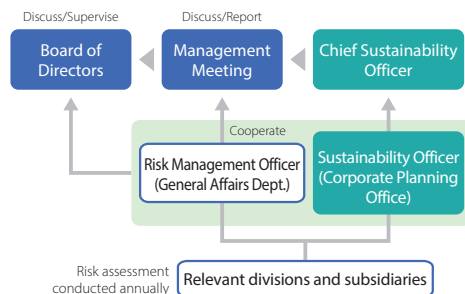 Discuss/Supervise
Discuss/Report
Board of
Directors
Management
Meeting
Chief Sustainability
Officer
Cooperate
Risk Management Officer
(General Affairs Dept.)
Sustainability Officer
(Corporate Planning
Office)
Risk assessment
conducted annually
Relevant divisions and subsidiaries